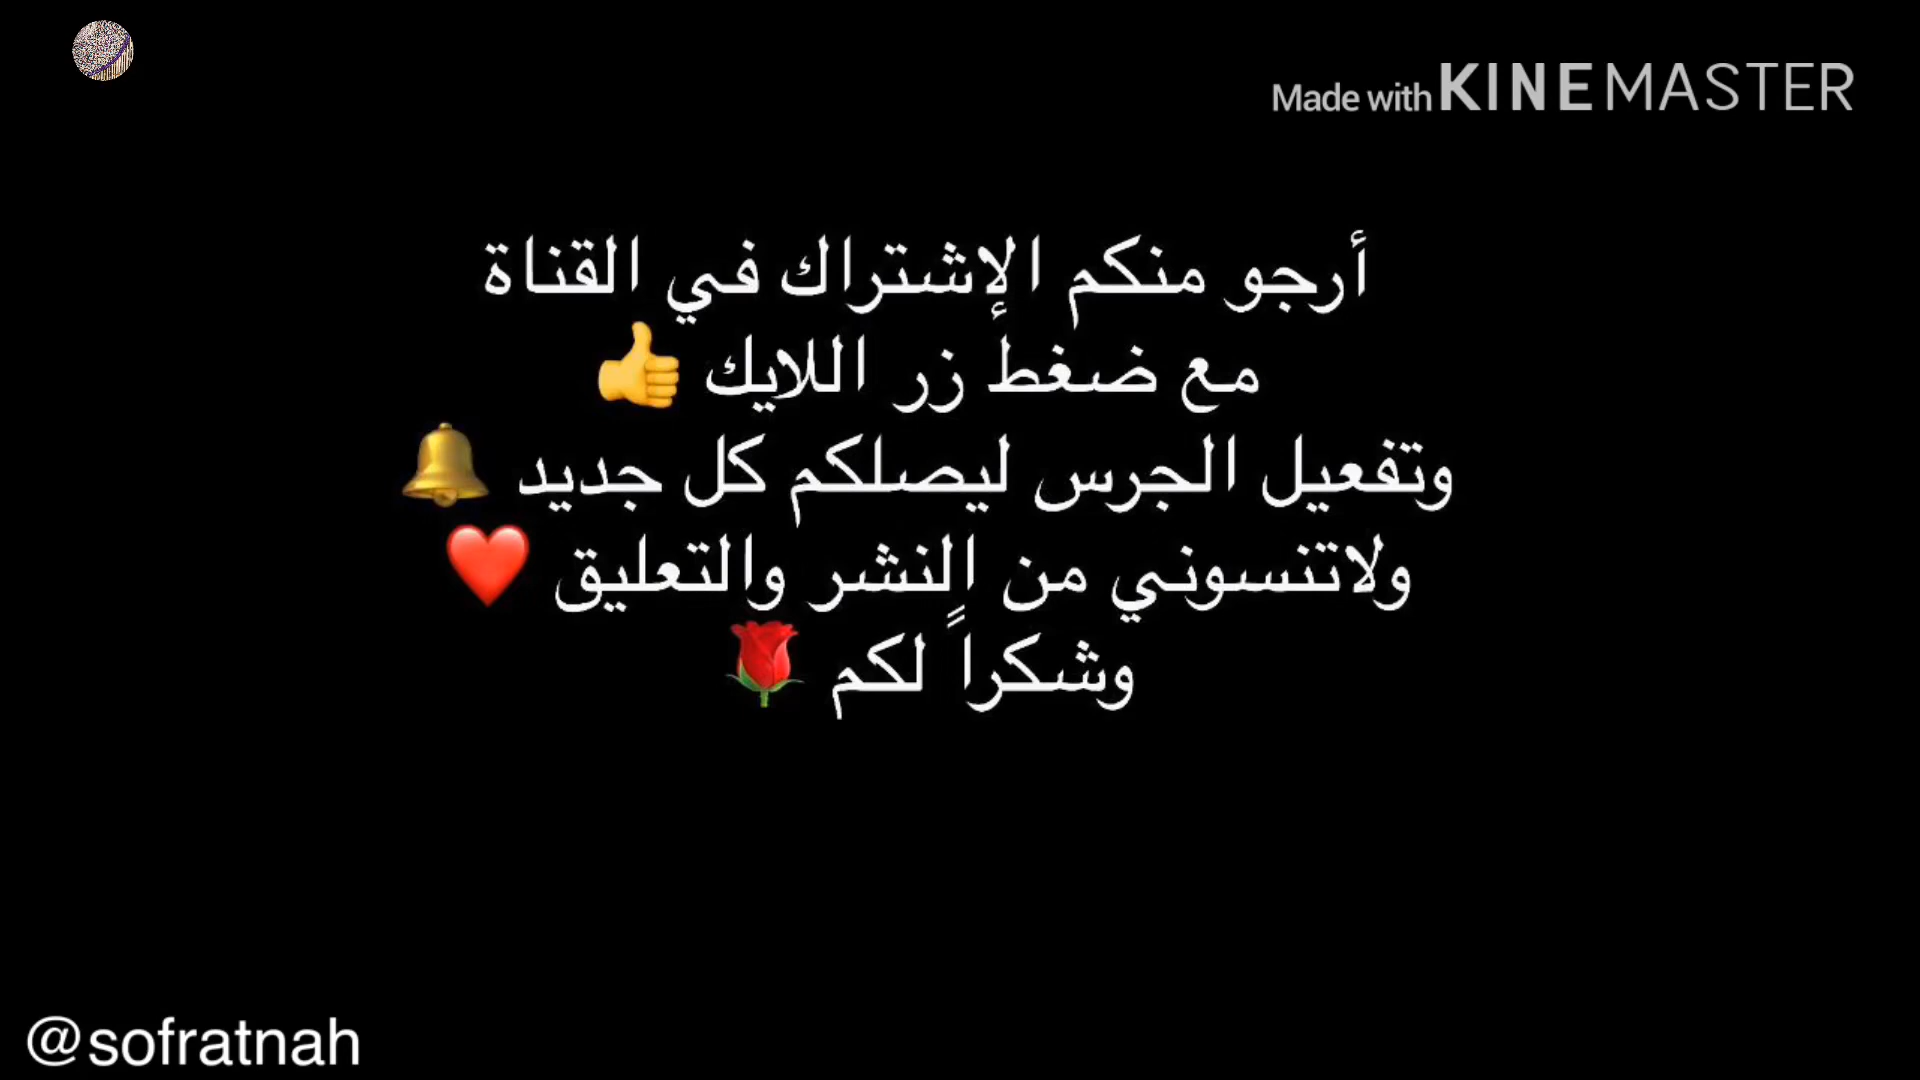 Made with KINEMASTER
أرجو منكم الإشتراك في القناة
مع ضغط زر اللايك 👍
وتفعيل الجرس ليصلكم كل جديد 🔔
ولاتنسوني من النشر والتعليق ❤️
وشكراً لكم 🌹
@sofratnah